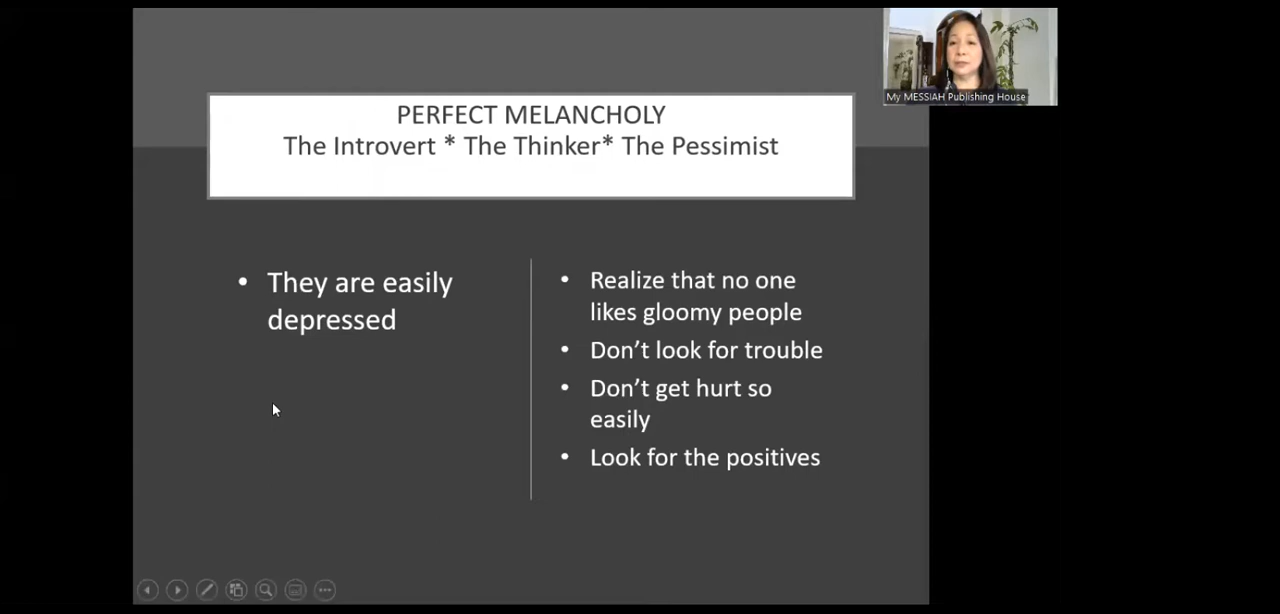 My MESSIAH Publishing House
PERFECT MELANCHOLY
The Introvert * The Thinker* The Pessimist
• They are easily
depressed
• Realize that no one
likes gloomy people
• Don’t look for trouble
• Don’t get hurt so
easily
• Look for the positives